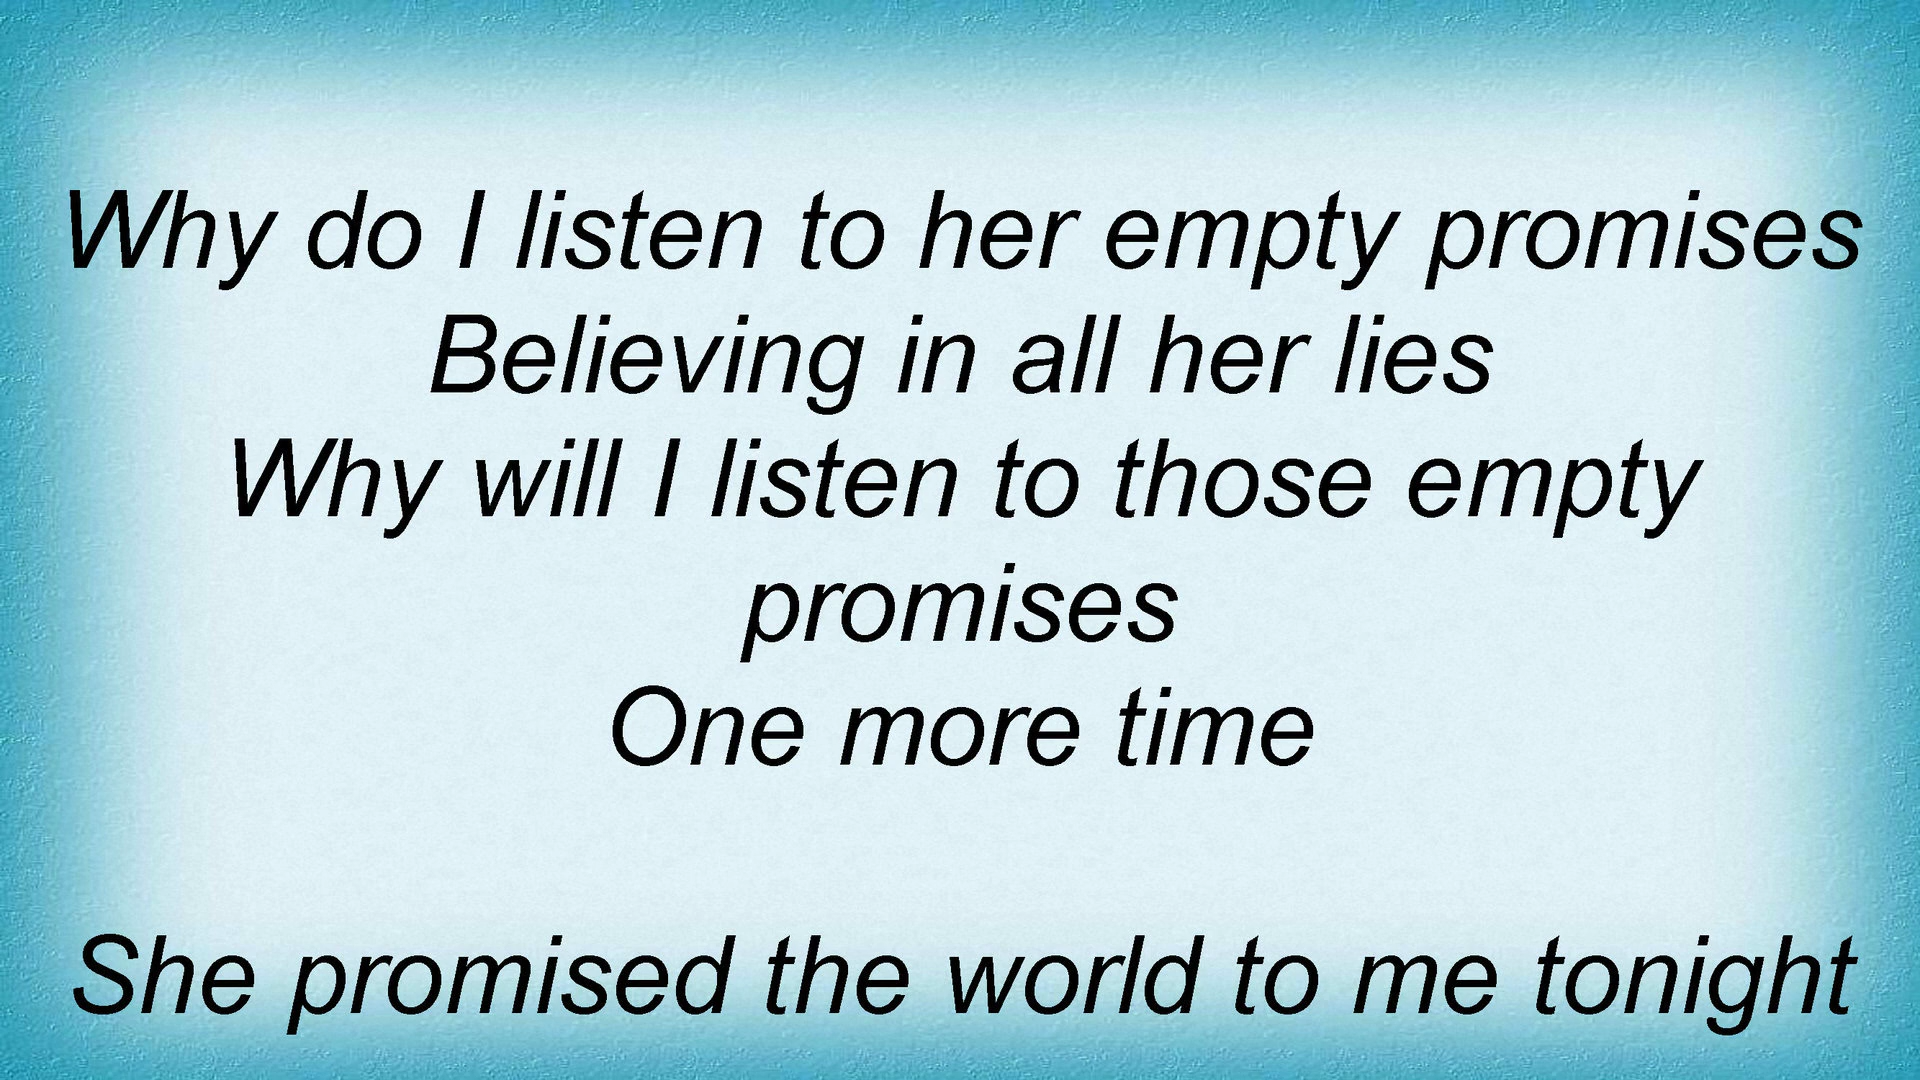 Why do I listen to her empty promises
Believing in all her lies
Why will I listen to those empty
promises
One more time
She promised the world to me tonight